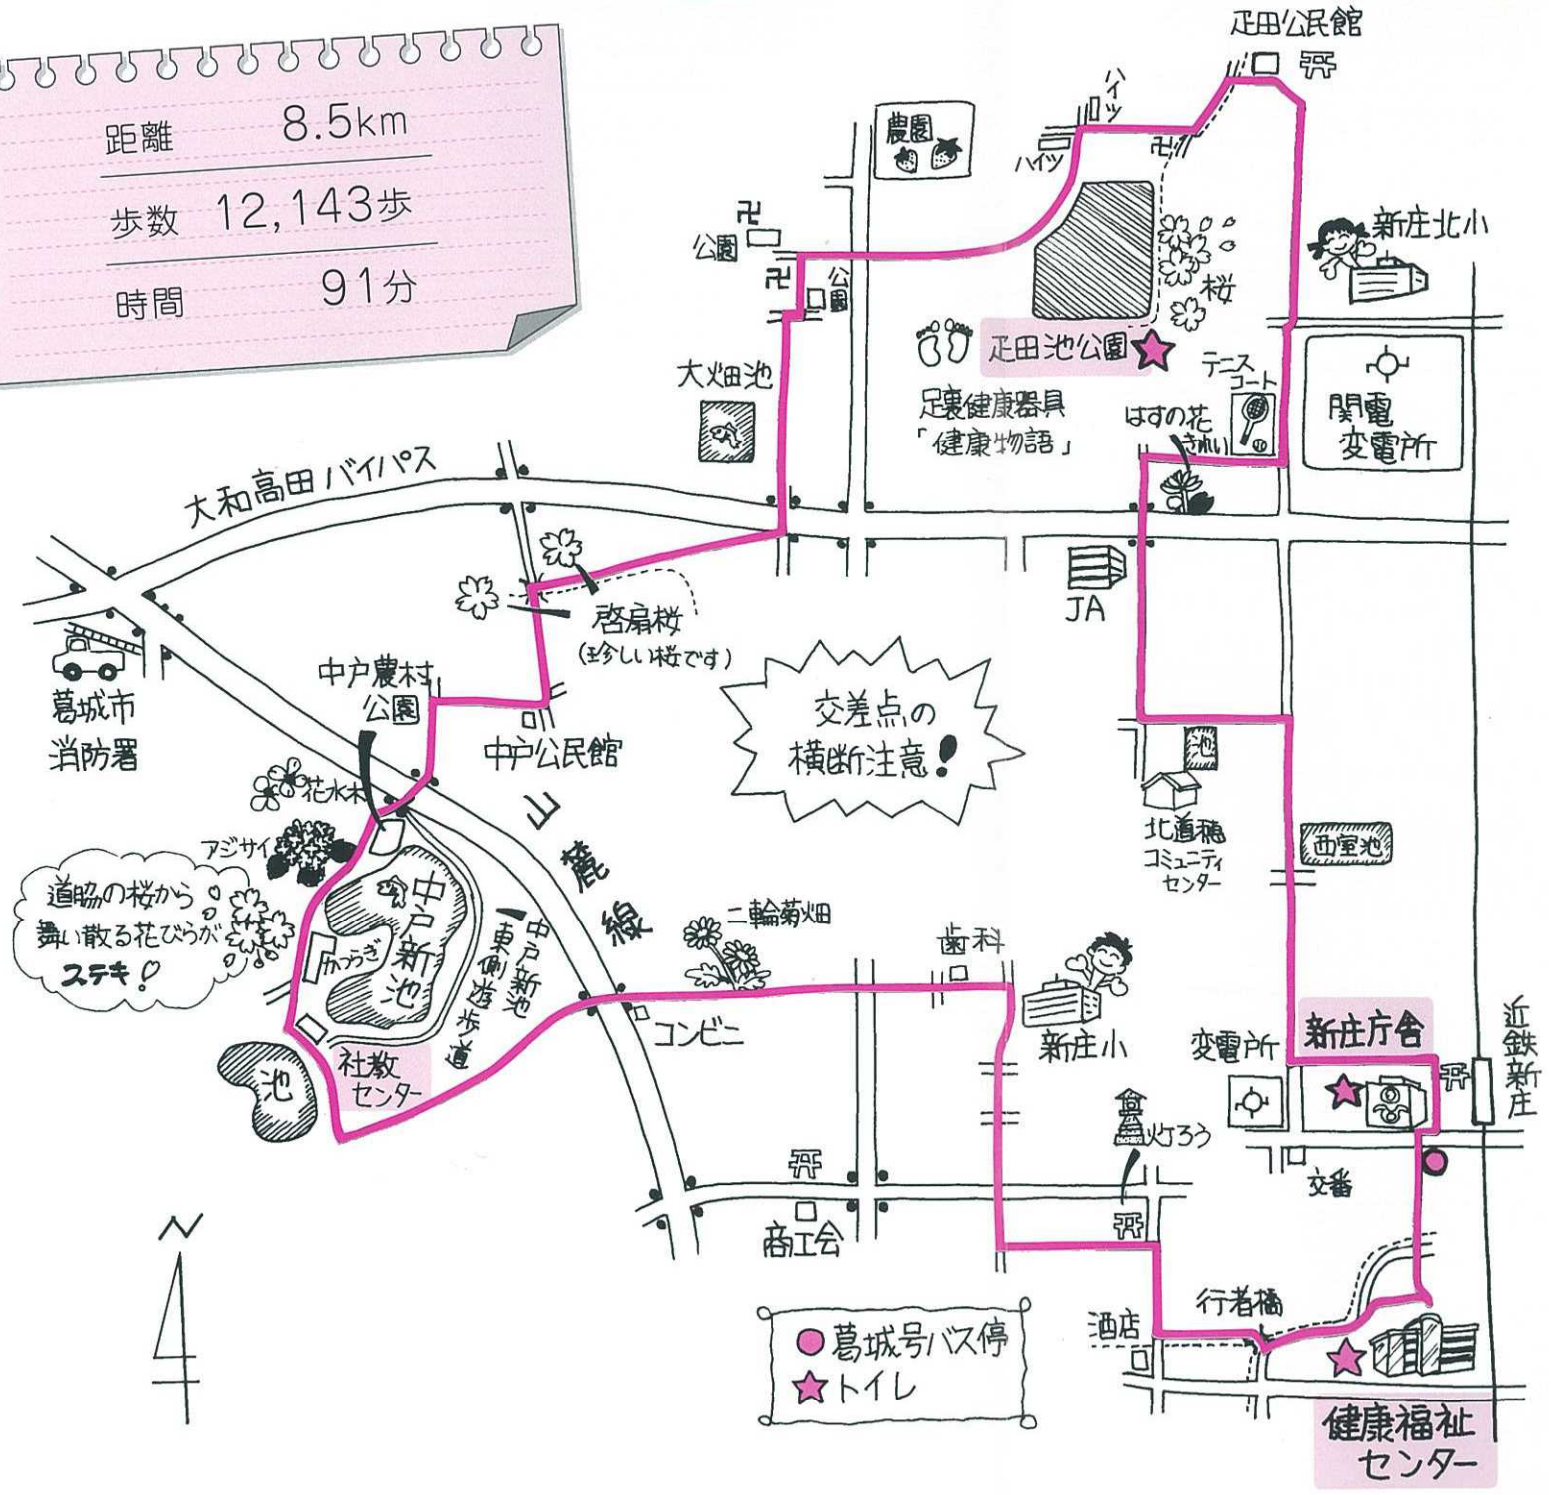 距離 8.5km
歩数 12,143歩
時間 91分
疋田公民館
ハイツ
ハイツ
農園
公園
公園
新庄北小
桜
疋田池公園
足裏健康器具
「健康物語」
テニス
コート
はすの花
きれい
関電
変電所
大畑池
大和高田バイパス
JA
啓扇桜
(珍しい桜です)
葛城市
消防署
中戸農村
公園
中戸公民館
交差点の
横断注意!
池
北道穂
コミュニティ
センター
西室池
山麓線
花水木
アジサイ
道脇の桜から
舞い散る花びらが
ステキ!
中戸新池
かつらぎ
中戸新池
東側遊歩道
二輪菊畑
歯科
新庄小
コンビニ
社教
センター
池
変電所
新庄庁舎
近鉄新庄
灯ろう
交番
商工会
行者橋
酒店
N
葛城号バス停
トイレ
健康福祉
センター